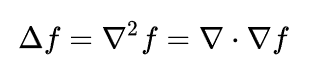 Δf = ∇²f = ∇ · ∇f